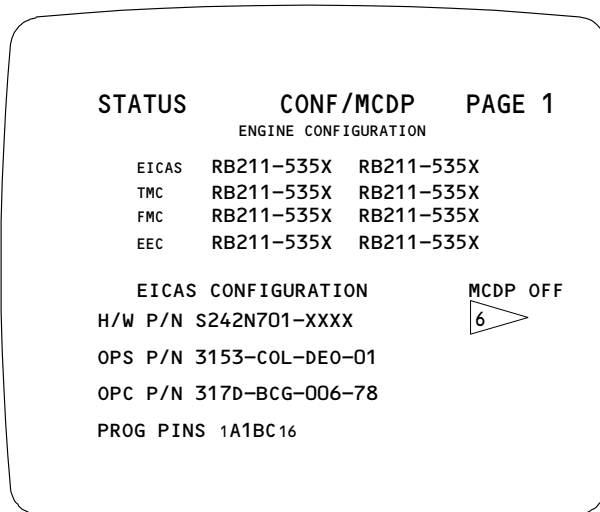 STATUS CONF/MCDP PAGE 1
ENGINE CONFIGURATION
EICAS RB211-535X RB211-535X
TMC RB211-535X RB211-535X
FMC RB211-535X RB211-535X
EEC RB211-535X RB211-535X
EICAS CONFIGURATION MCDP OFF
H/W P/N S242N701-XXXX 6
OPS P/N 3153-COL-DEO-01
OPC P/N 317D-BCG-006-78
PROG PINS 1A1BC16